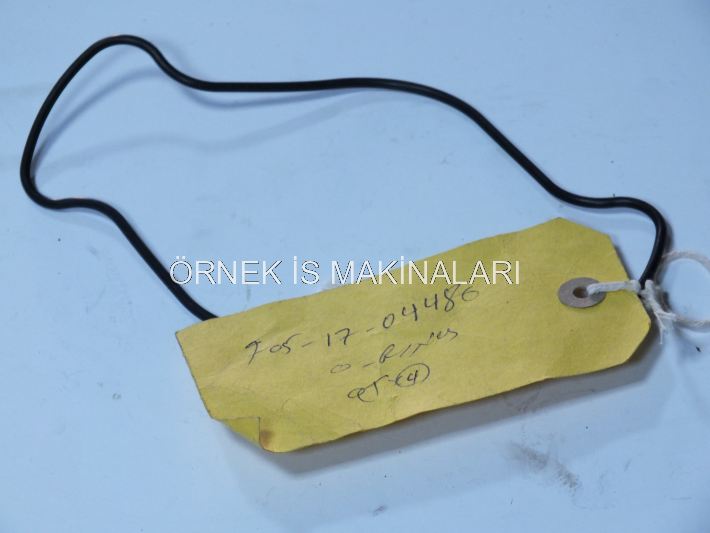 ÖRNEK İS MAKİNALARI
705-17-04486
O-RING